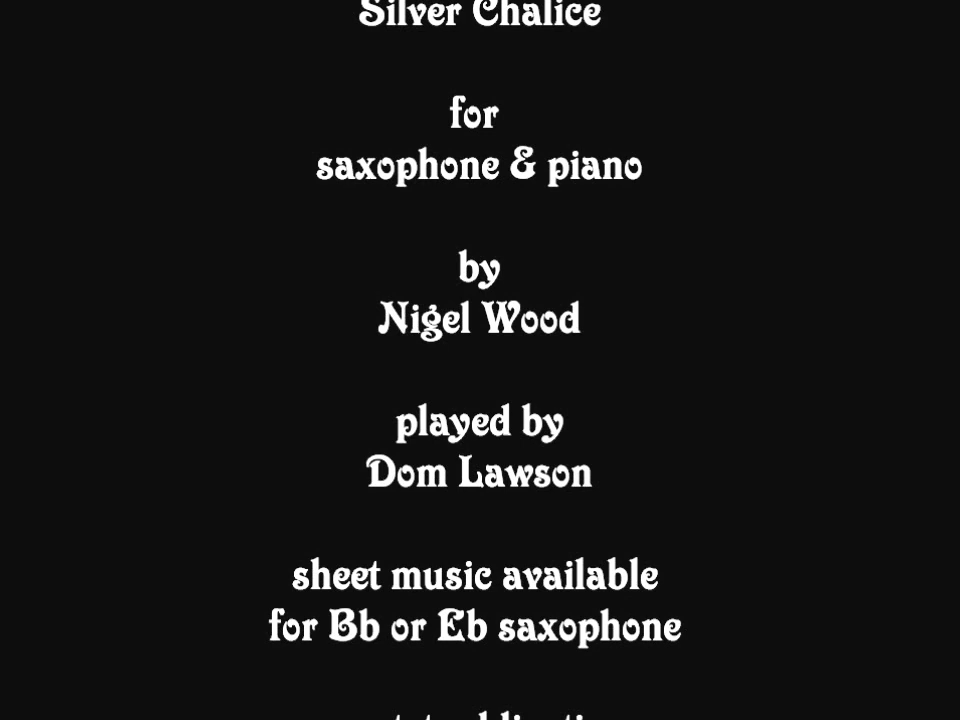 Silver Chalice
for
saxophone & piano
by
Nigel Wood
played by
Dom Lawson
sheet music available
for Bb or Eb saxophone